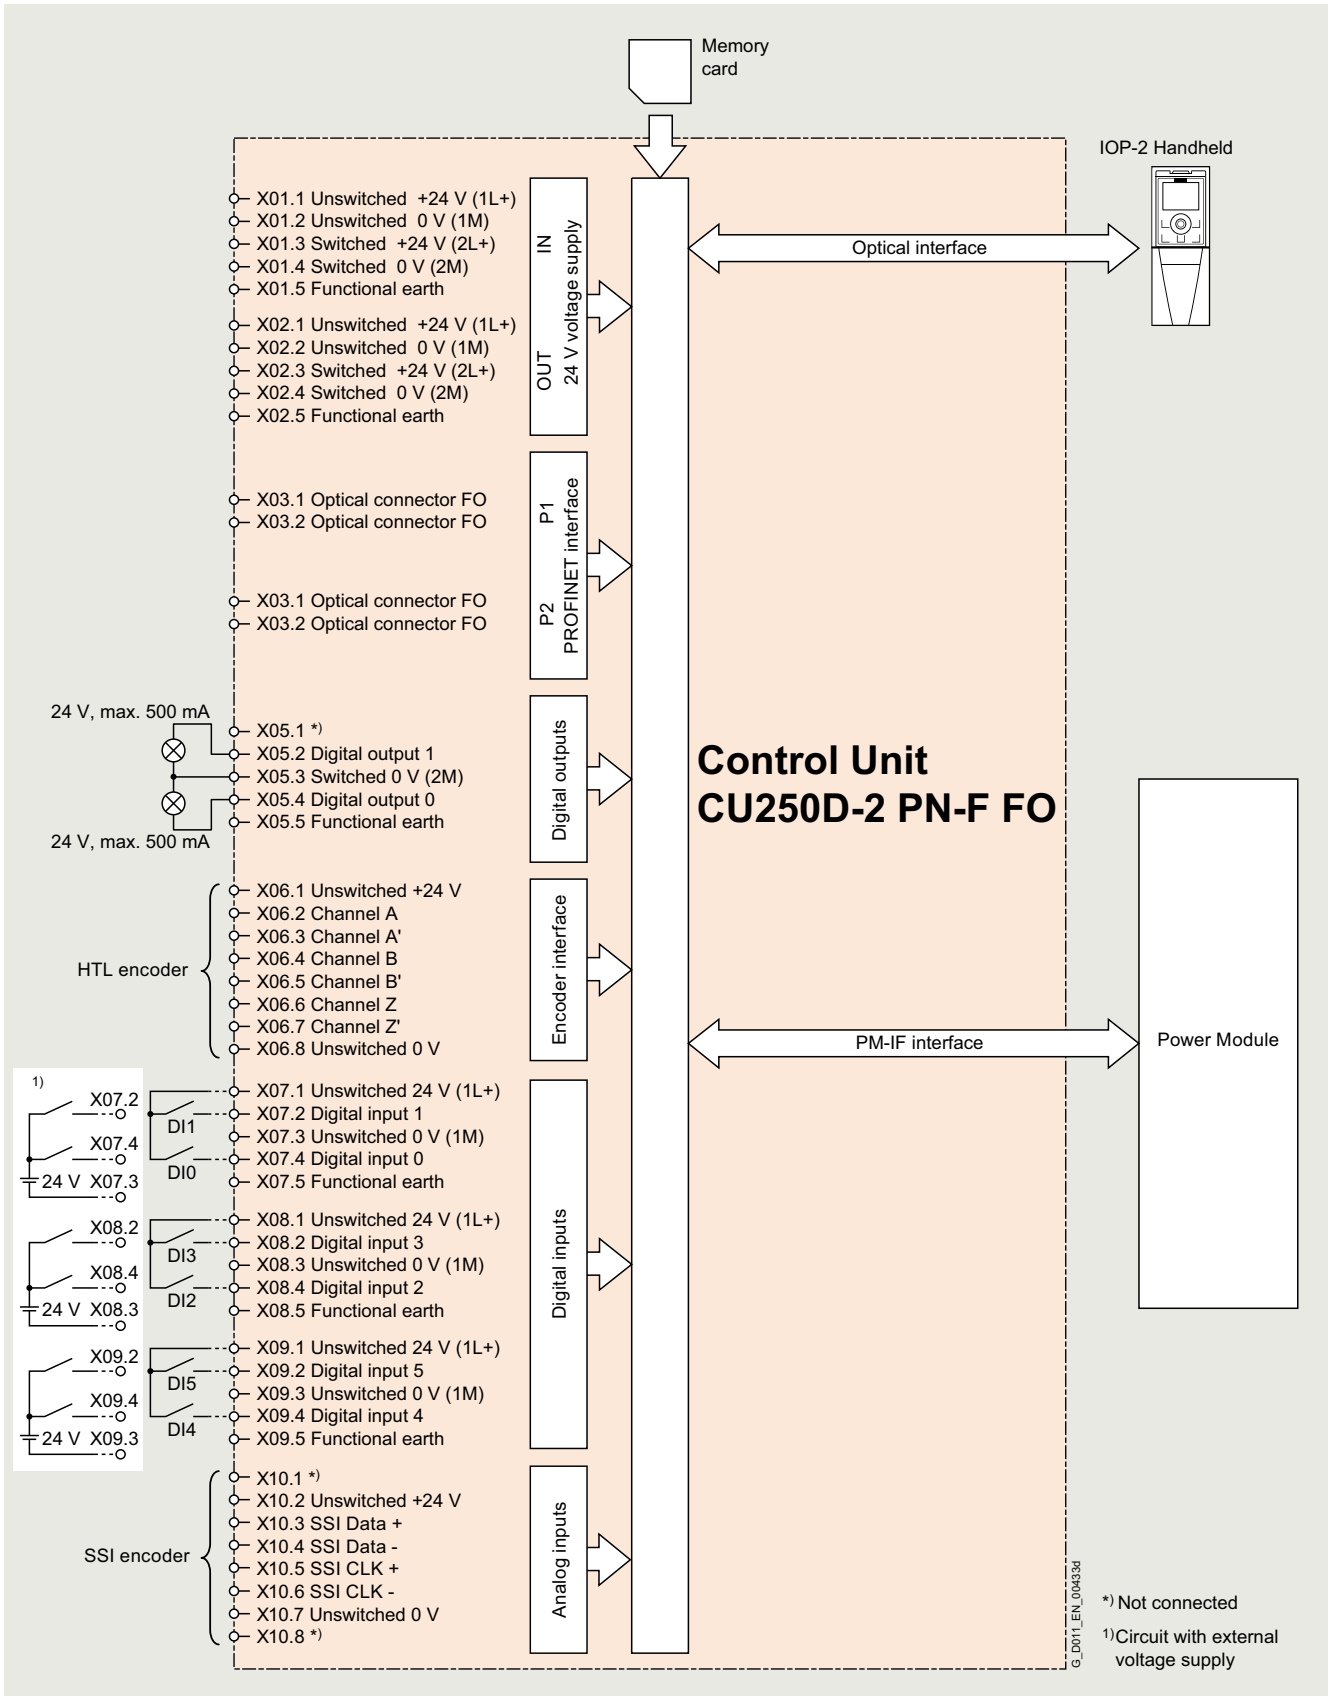 Memory
card
IOP-2 Handheld
X01.1 Unswitched +24 V (1L+)
X01.2 Unswitched 0 V (1M)
X01.3 Switched +24 V (2L+)
X01.4 Switched 0 V (2M)
X01.5 Functional earth
X02.1 Unswitched +24 V (1L+)
X02.2 Unswitched 0 V (1M)
X02.3 Switched +24 V (2L+)
X02.4 Switched 0 V (2M)
X02.5 Functional earth
OUT IN
24 V voltage supply
Optical interface
X03.1 Optical connector FO
X03.2 Optical connector FO
X03.1 Optical connector FO
X03.2 Optical connector FO
P2 P1
PROFINET interface
24 V, max. 500 mA
24 V, max. 500 mA
X05.1 *)
X05.2 Digital output 1
X05.3 Switched 0 V (2M)
X05.4 Digital output 0
X05.5 Functional earth
Digital outputs
Control Unit
CU250D-2 PN-F FO
HTL encoder
X06.1 Unswitched +24 V
X06.2 Channel A
X06.3 Channel A'
X06.4 Channel B
X06.5 Channel B'
X06.6 Channel Z
X06.7 Channel Z'
X06.8 Unswitched 0 V
Encoder interface
PM-IF interface
Power Module
1)
X07.2
X07.4
24 V X07.3
DI1
DI0
X07.1 Unswitched 24 V (1L+)
X07.2 Digital input 1
X07.3 Unswitched 0 V (1M)
X07.4 Digital input 0
X07.5 Functional earth
X08.2
X08.4
24 V X08.3
DI3
DI2
X08.1 Unswitched 24 V (1L+)
X08.2 Digital input 3
X08.3 Unswitched 0 V (1M)
X08.4 Digital input 2
X08.5 Functional earth
X09.2
X09.4
24 V X09.3
DI5
DI4
X09.1 Unswitched 24 V (1L+)
X09.2 Digital input 5
X09.3 Unswitched 0 V (1M)
X09.4 Digital input 4
X09.5 Functional earth
Digital inputs
SSI encoder
X10.1 *)
X10.2 Unswitched +24 V
X10.3 SSI Data +
X10.4 SSI Data -
X10.5 SSI CLK +
X10.6 SSI CLK -
X10.7 Unswitched 0 V
X10.8 *)
Analog inputs
G_D011_EN_00433d
*) Not connected
1) Circuit with external
voltage supply